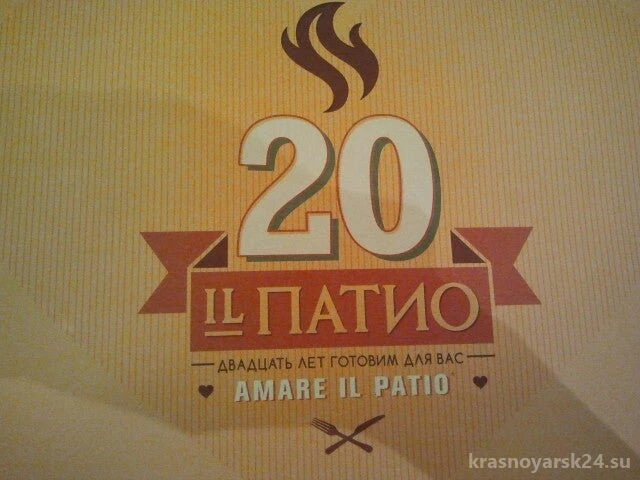 20
IL ПАТИО
ДВАДЦАТЬ ЛЕТ ГОТОВИМ ДЛЯ ВАС
AMARE IL PATIO
krasnoyarsk24.su